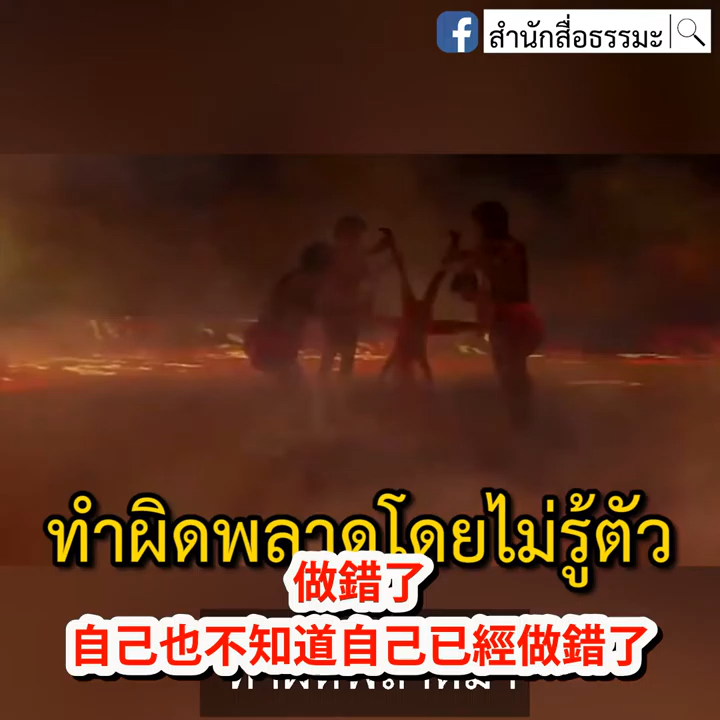 สำนักสื่อธรรมะ
ทำผิดพลาดโดยไม่รู้ตัว
做錯了
自己也不知道自己已經做錯了